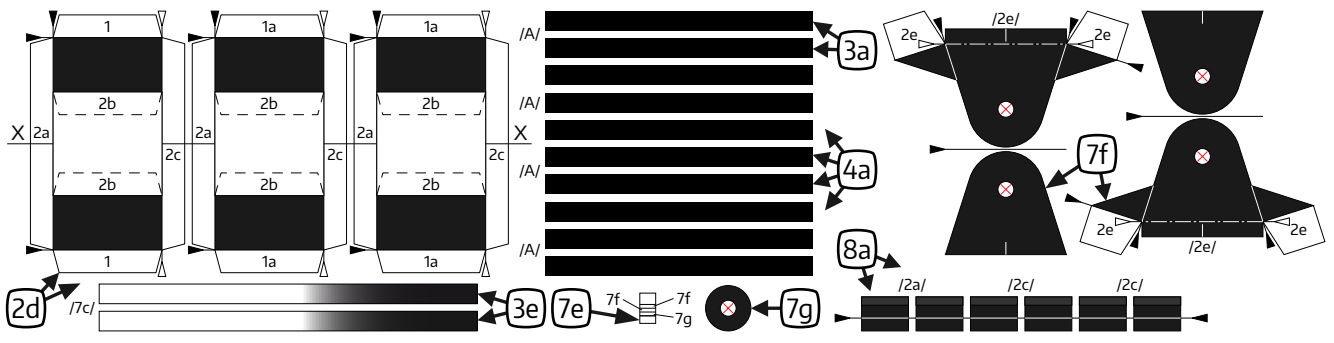 1 1a 1a
/A/
3a
/2e/
2e 2e
2b 2b 2b
X 2a 2a 2a X
2c 2c 2c
/A/
4a
7f
2b 2b 2b
2e 2e
/2e/
/A/
8a
1 1a 1a
2d
/7c/
3e
7e
7f 7f
7g
7g
/2a/ /2c/ /2c/